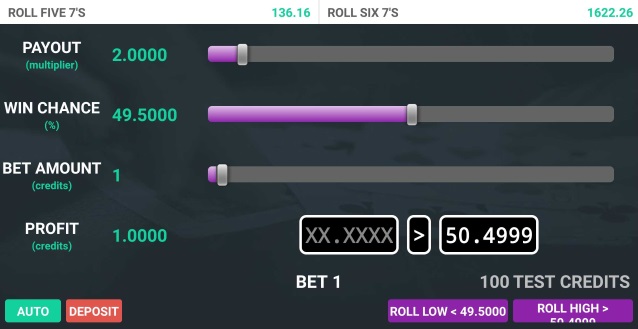 ROLL FIVE 7'S 136.16 ROLL SIX 7'S 1622.26
PAYOUT
(multiplier)
2.0000
WIN CHANCE
(%)
49.5000
BET AMOUNT
(credits)
1
PROFIT
(credits)
1.0000
XX.XXXX > 50.4999
BET 1 100 TEST CREDITS
AUTO DEPOSIT ROLL LOW < 49.5000 ROLL HIGH >
50.4999